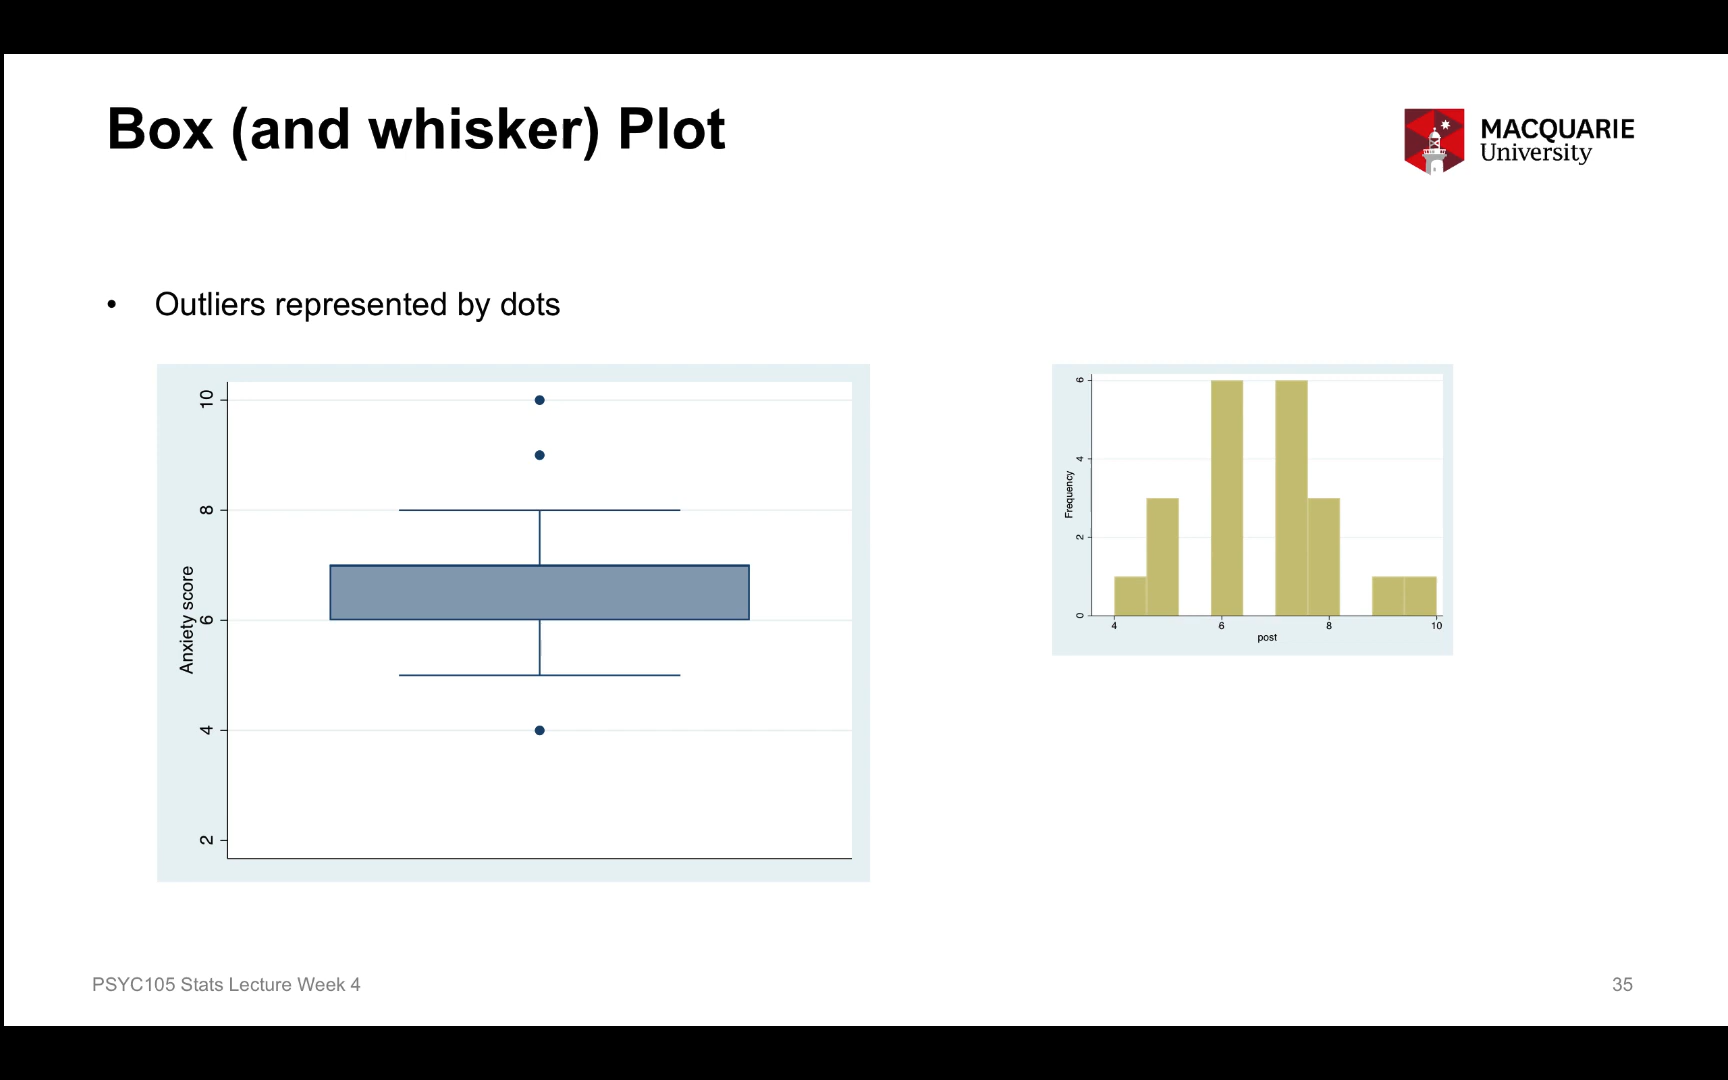 Box (and whisker) Plot
MACQUARIE
University
• Outliers represented by dots
10
8
6
4
2
Anxiety score
6
4
2
0
Frequency
4 6 8 10
post
PSYC105 Stats Lecture Week 4
35